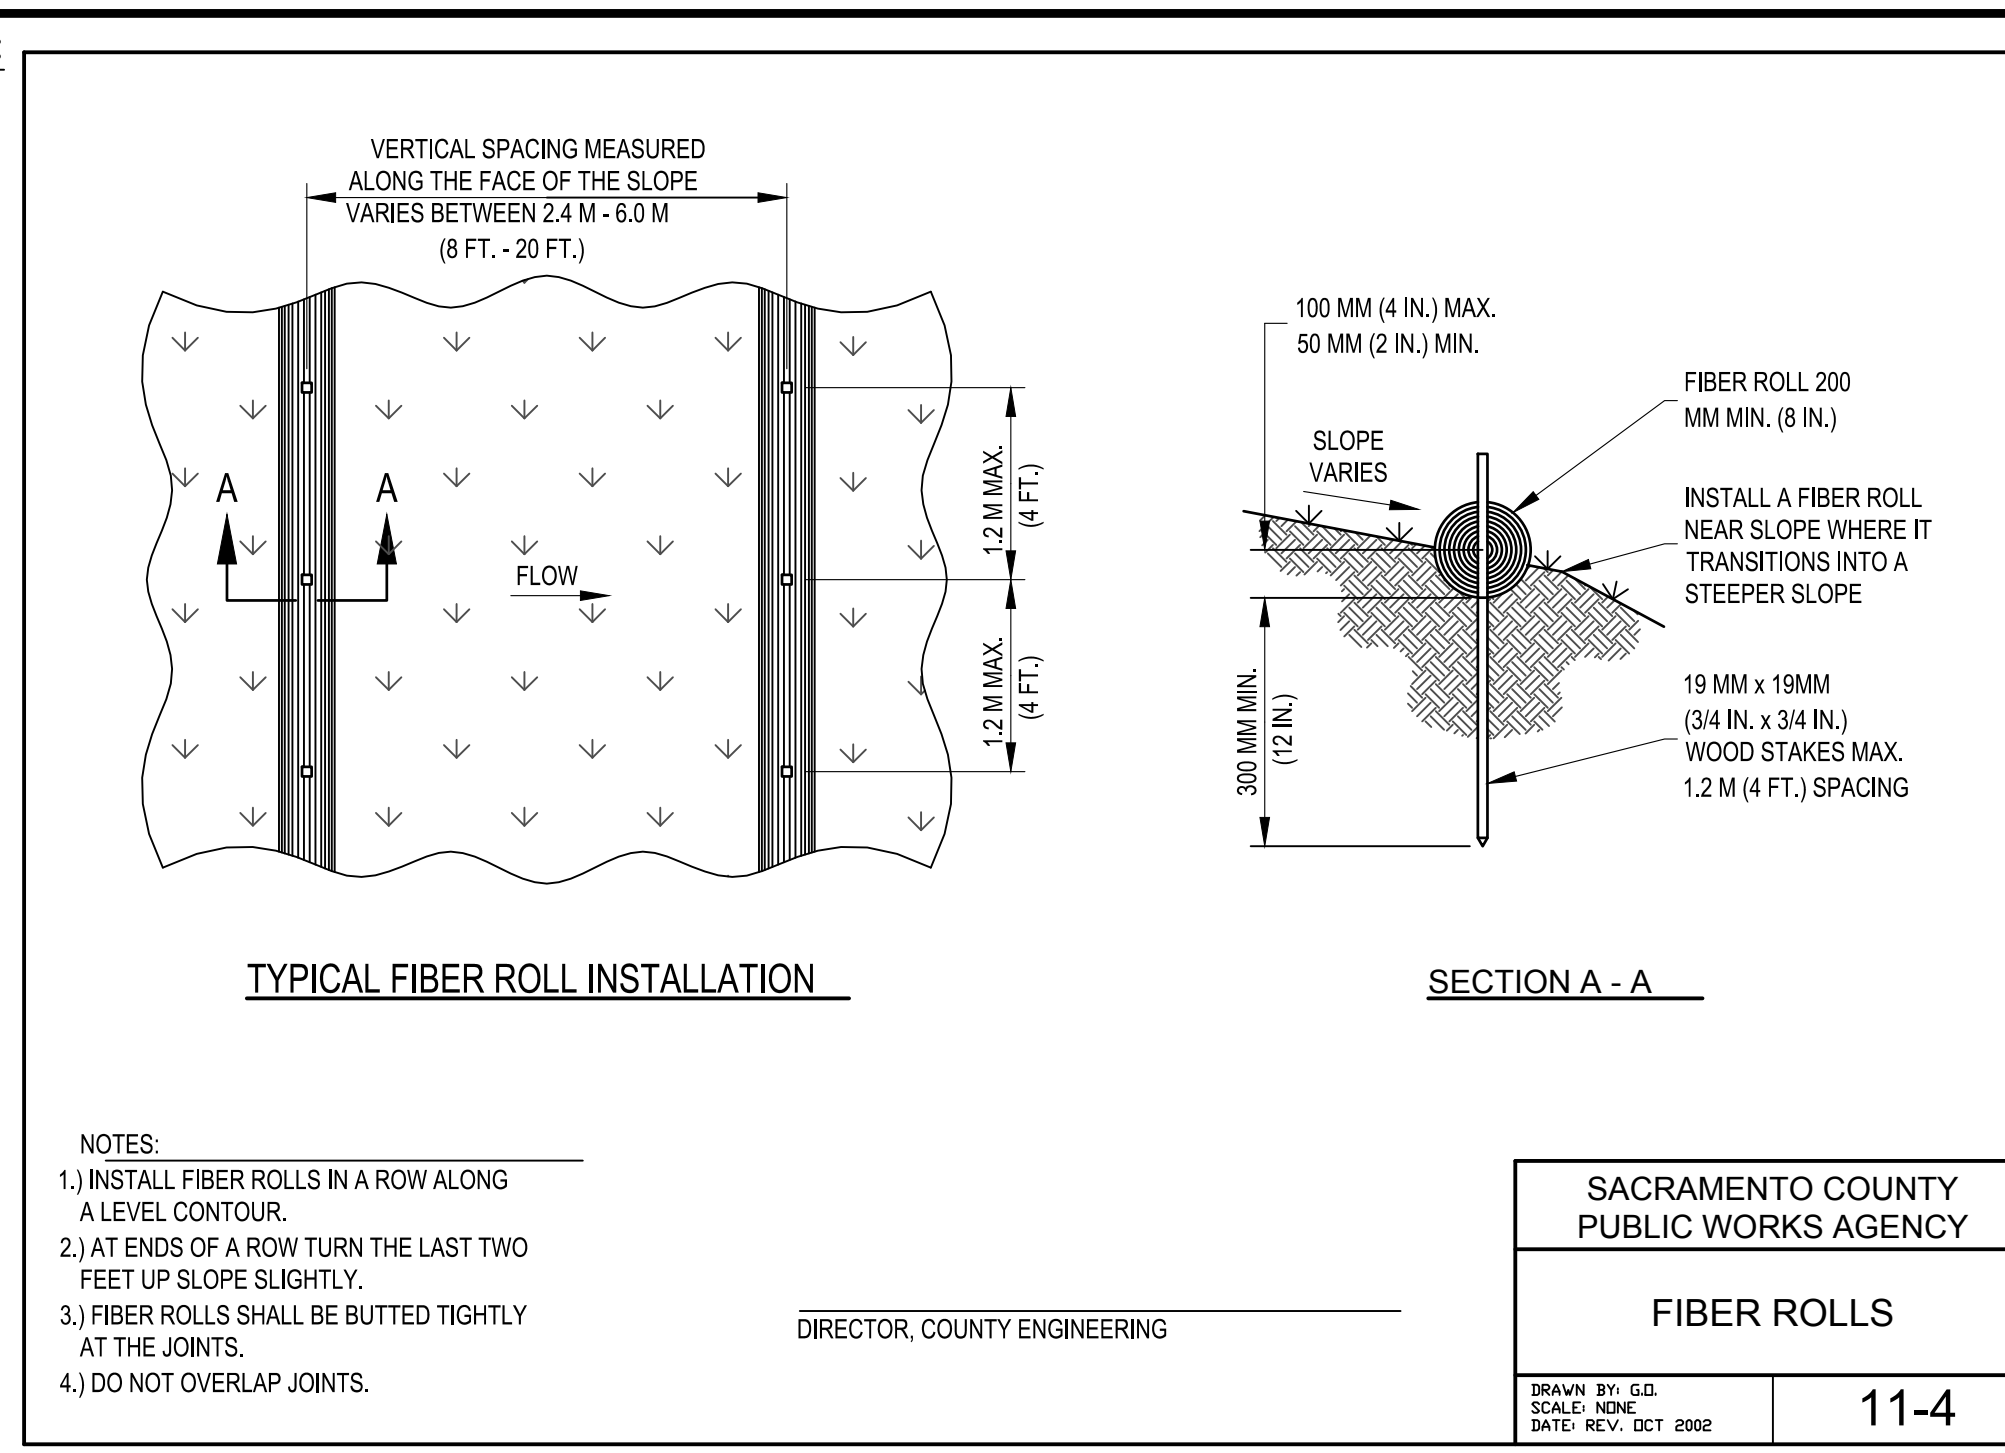 VERTICAL SPACING MEASURED
ALONG THE FACE OF THE SLOPE
VARIES BETWEEN 2.4 M - 6.0 M
(8 FT. - 20 FT.)
A
A
FLOW
1.2 M MAX.
(4 FT.)
1.2 M MAX.
(4 FT.)
TYPICAL FIBER ROLL INSTALLATION
100 MM (4 IN.) MAX.
50 MM (2 IN.) MIN.
SLOPE
VARIES
FIBER ROLL 200
MM MIN. (8 IN.)
INSTALL A FIBER ROLL
NEAR SLOPE WHERE IT
TRANSITIONS INTO A
STEEPER SLOPE
300 MM MIN.
(12 IN.)
19 MM x 19MM
(3/4 IN. x 3/4 IN.)
WOOD STAKES MAX.
1.2 M (4 FT.) SPACING
SECTION A - A
NOTES:
1.) INSTALL FIBER ROLLS IN A ROW ALONG
A LEVEL CONTOUR.
2.) AT ENDS OF A ROW TURN THE LAST TWO
FEET UP SLOPE SLIGHTLY.
3.) FIBER ROLLS SHALL BE BUTTED TIGHTLY
AT THE JOINTS.
4.) DO NOT OVERLAP JOINTS.
DIRECTOR, COUNTY ENGINEERING
SACRAMENTO COUNTY
PUBLIC WORKS AGENCY
FIBER ROLLS
DRAWN BY: G.O.
SCALE: NONE
DATE: REV. OCT 2002
11-4